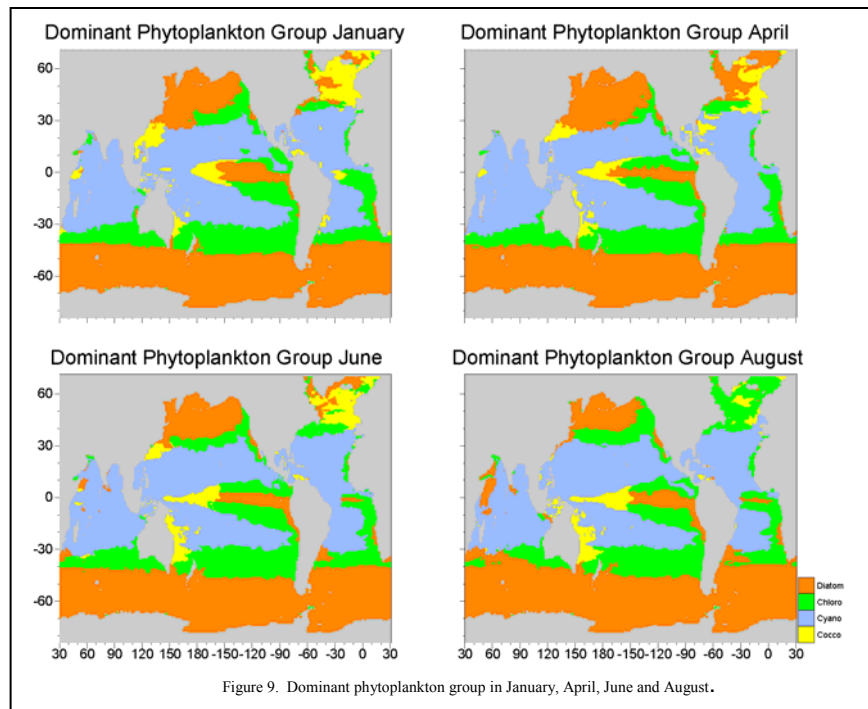 Dominant Phytoplankton Group January
Dominant Phytoplankton Group April
60
30
0
-30
-60
Dominant Phytoplankton Group June
Dominant Phytoplankton Group August
60
30
0
-30
-60
30 60 90 120 150 180 -150 -120 -90 -60 -30 0 30
30 60 90 120 150 180 -150 -120 -90 -60 -30 0 30
Diatom
Chloro
Cyano
Cocco
Figure 9. Dominant phytoplankton group in January, April, June and August.